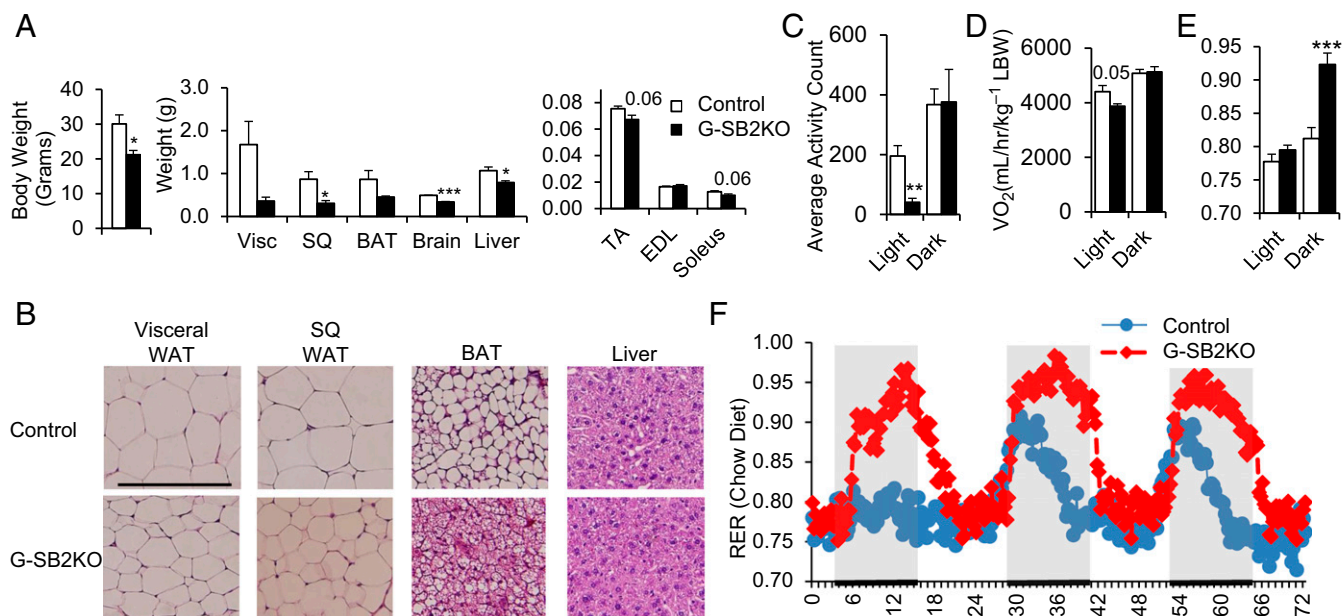 A
Body Weight
(Grams)
40
30
20
10
0
*
Weight (g)
3.0
2.0
1.0
0.0
*
***
*
Visc SQ BAT Brain Liver
0.08
0.06
0.04
0.02
0.00
0.06
0.06
Control
G-SB2KO
TA EDL Soleus
C
Average Activity Count
600
400
200
0
**
Light Dark
D
VO2(mL/hr/kg⁻¹ LBW)
6000
4000
2000
0
0.05
Light Dark
E
0.95
0.90
0.85
0.80
0.75
0.70
***
Light Dark
B
Visceral WAT
SQ WAT
BAT
Liver
Control
G-SB2KO
F
Control
G-SB2KO
RER (Chow Diet)
1.00
0.95
0.90
0.85
0.80
0.75
0.70
0 6 12 18 24 30 36 42 48 54 60 66 72